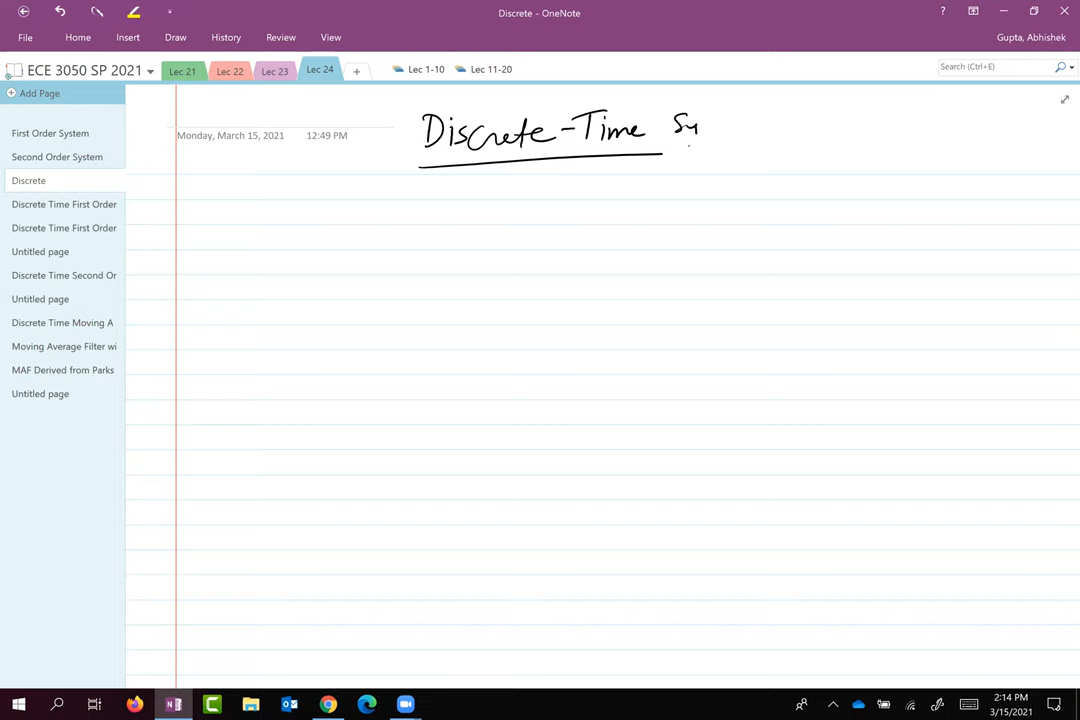 Discrete - OneNote
?
Gupta, Abhishek
File Home Insert Draw History Review View
ECE 3050 SP 2021 Lec 21 Lec 22 Lec 23 Lec 24 + Lec 1-10 Lec 11-20 Search (Ctrl+E)
Add Page
Discrete-Time Sy
Monday, March 15, 2021 12:49 PM
First Order System
Second Order System
Discrete
Discrete Time First Order
Discrete Time First Order
Untitled page
Discrete Time Second Or
Untitled page
Discrete Time Moving A
Moving Average Filter wi
MAF Derived from Parks
Untitled page
2:14 PM
3/15/2021